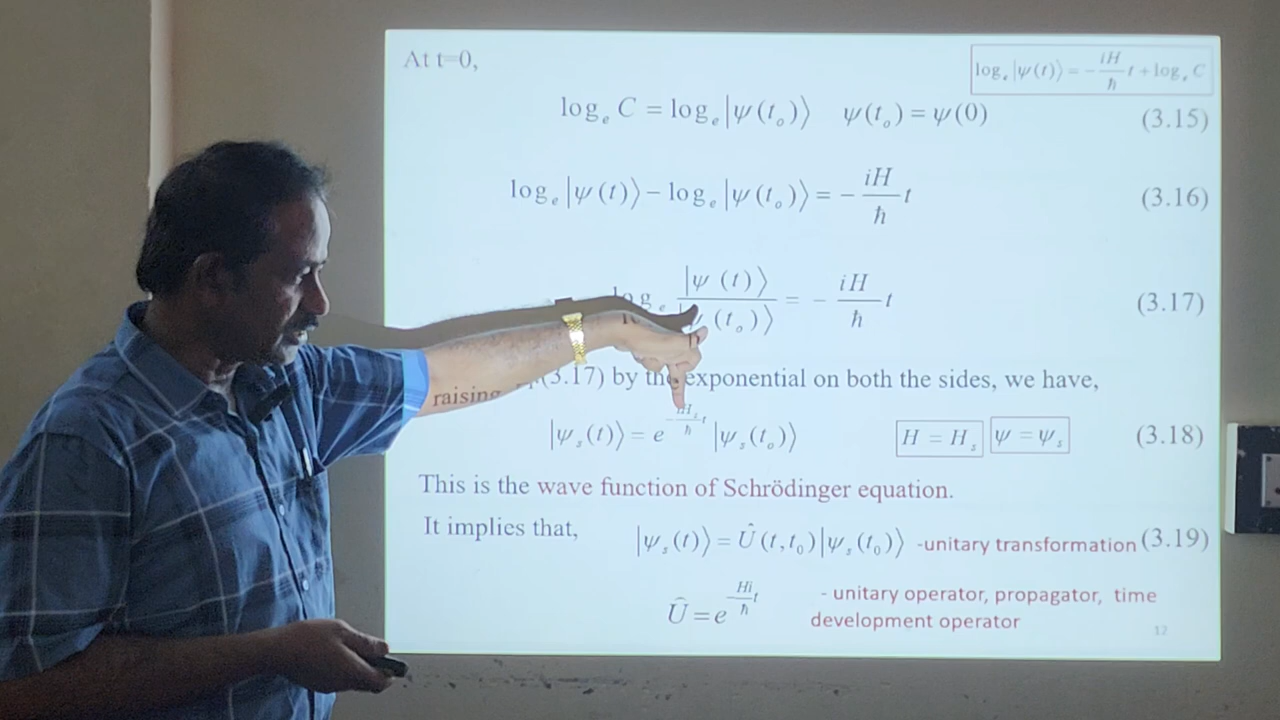 At t=0,
log_e |ψ(t)⟩ = − iH/ħ t + log_e C
log_e C = log_e |ψ(t_o)⟩ ψ(t_o) = ψ(0) (3.15)
log_e |ψ(t)⟩ − log_e |ψ(t_o)⟩ = − iH/ħ t (3.16)
log_e |ψ(t)⟩/|ψ(t_o)⟩ = − iH/ħ t (3.17)
raising (3.17) by the exponential on both the sides, we have,
|ψ_s(t)⟩ = e^{−iH_s/ħ t} |ψ_s(t_o)⟩ H = H_s ψ = ψ_s (3.18)
This is the wave function of Schrödinger equation.
It implies that, |ψ_s(t)⟩ = Û(t,t_0)|ψ_s(t_0)⟩ -unitary transformation (3.19)
Û = e^{−Hi/ħ t} - unitary operator, propagator, time
development operator
12